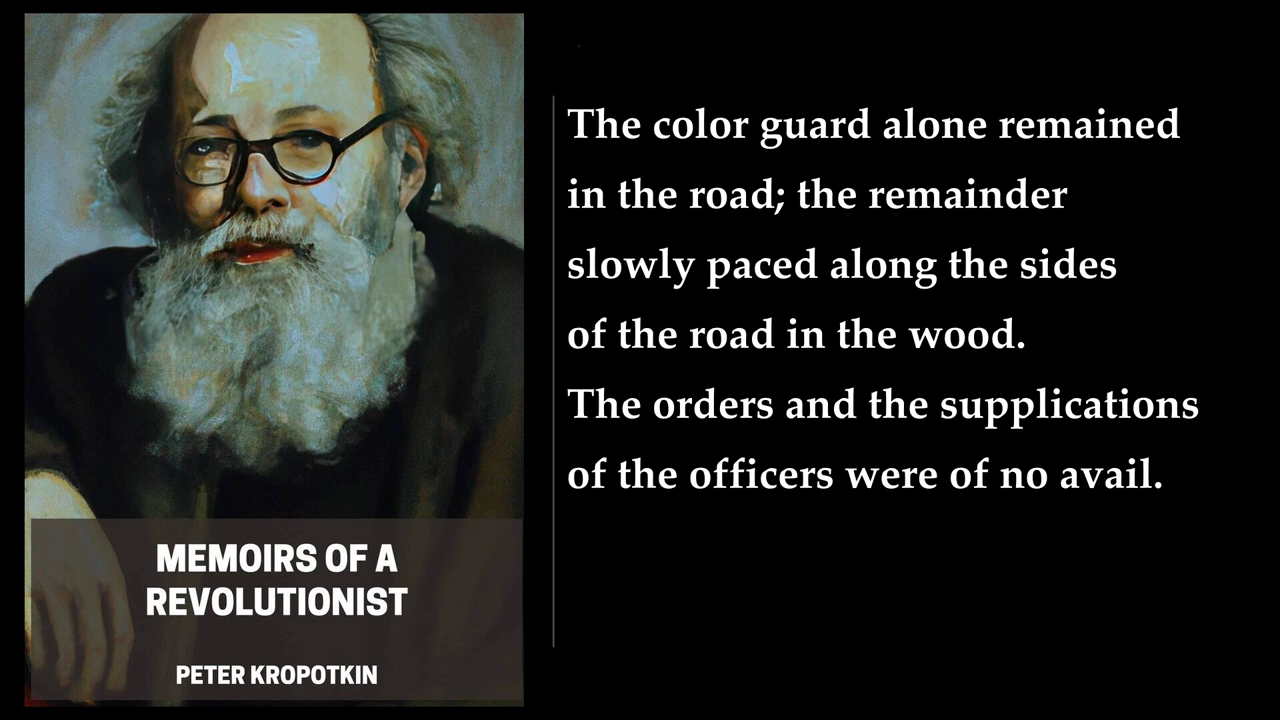 MEMOIRS OF A
REVOLUTIONIST
PETER KROPOTKIN
The color guard alone remained
in the road; the remainder
slowly paced along the sides
of the road in the wood.
The orders and the supplications
of the officers were of no avail.